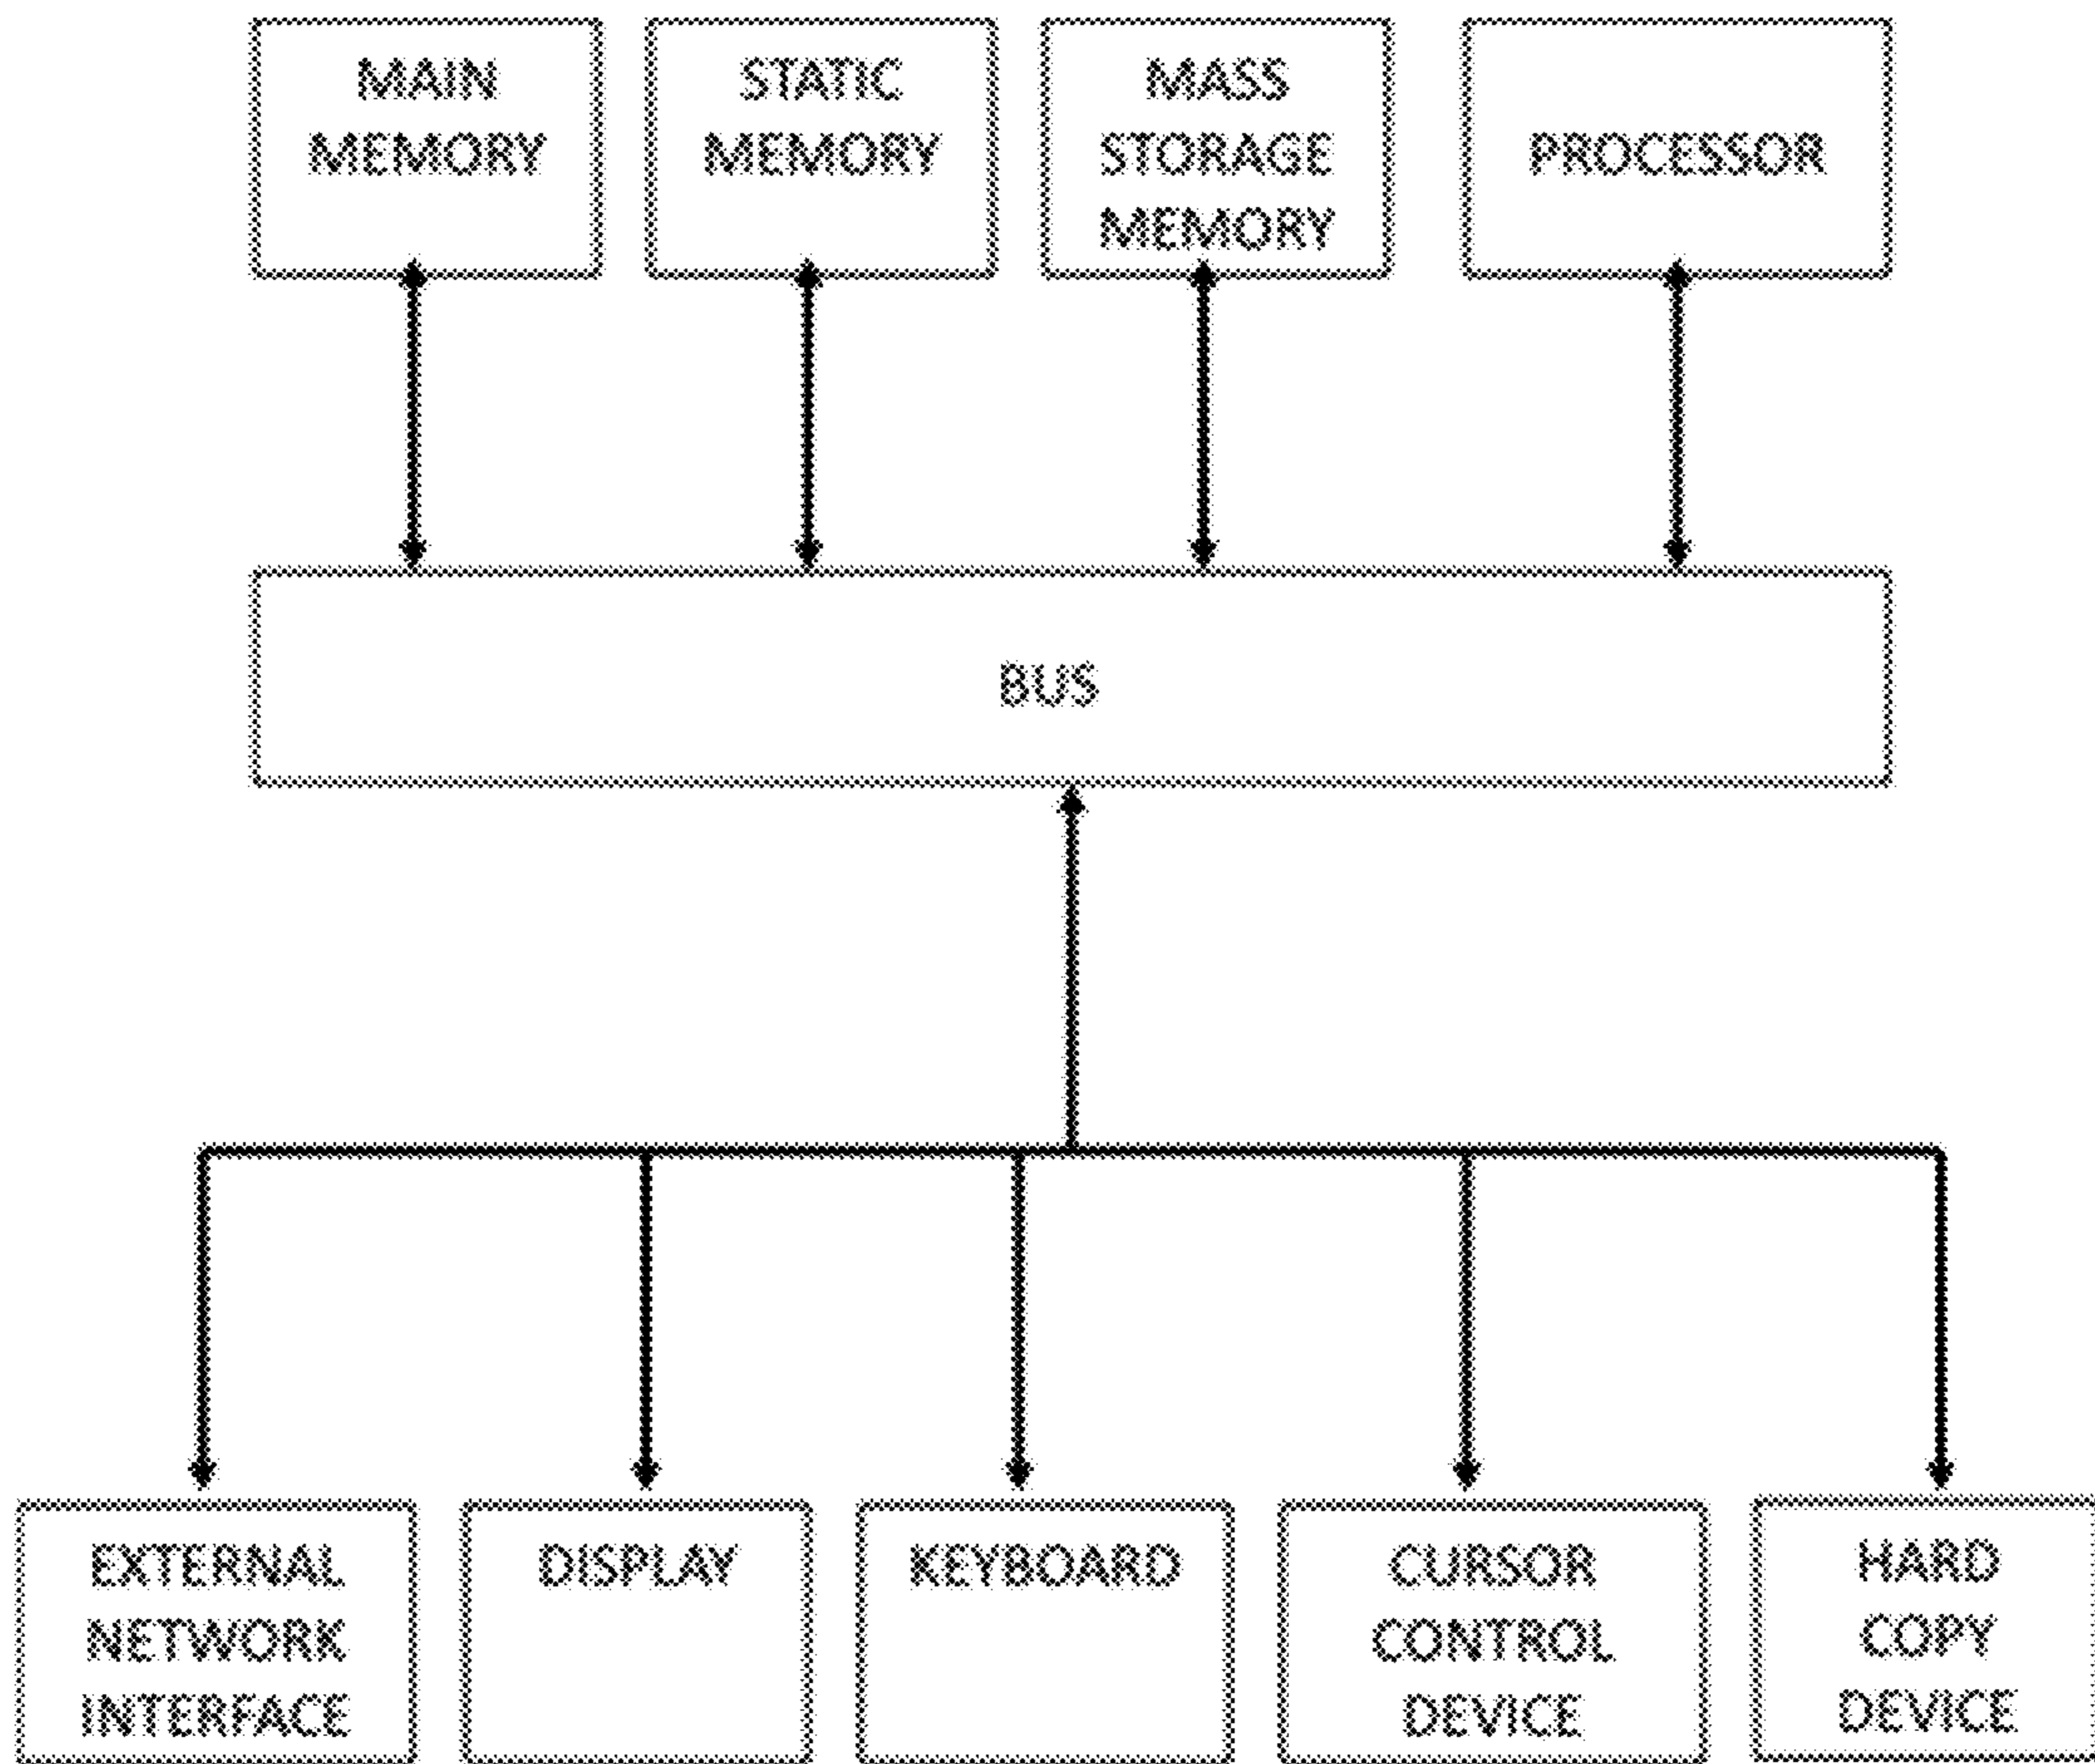 MAIN
MEMORY
STATIC
MEMORY
MASS
STORAGE
MEMORY
PROCESSOR
BUS
EXTERNAL
NETWORK
INTERFACE
DISPLAY
KEYBOARD
CURSOR
CONTROL
DEVICE
HARD
COPY
DEVICE